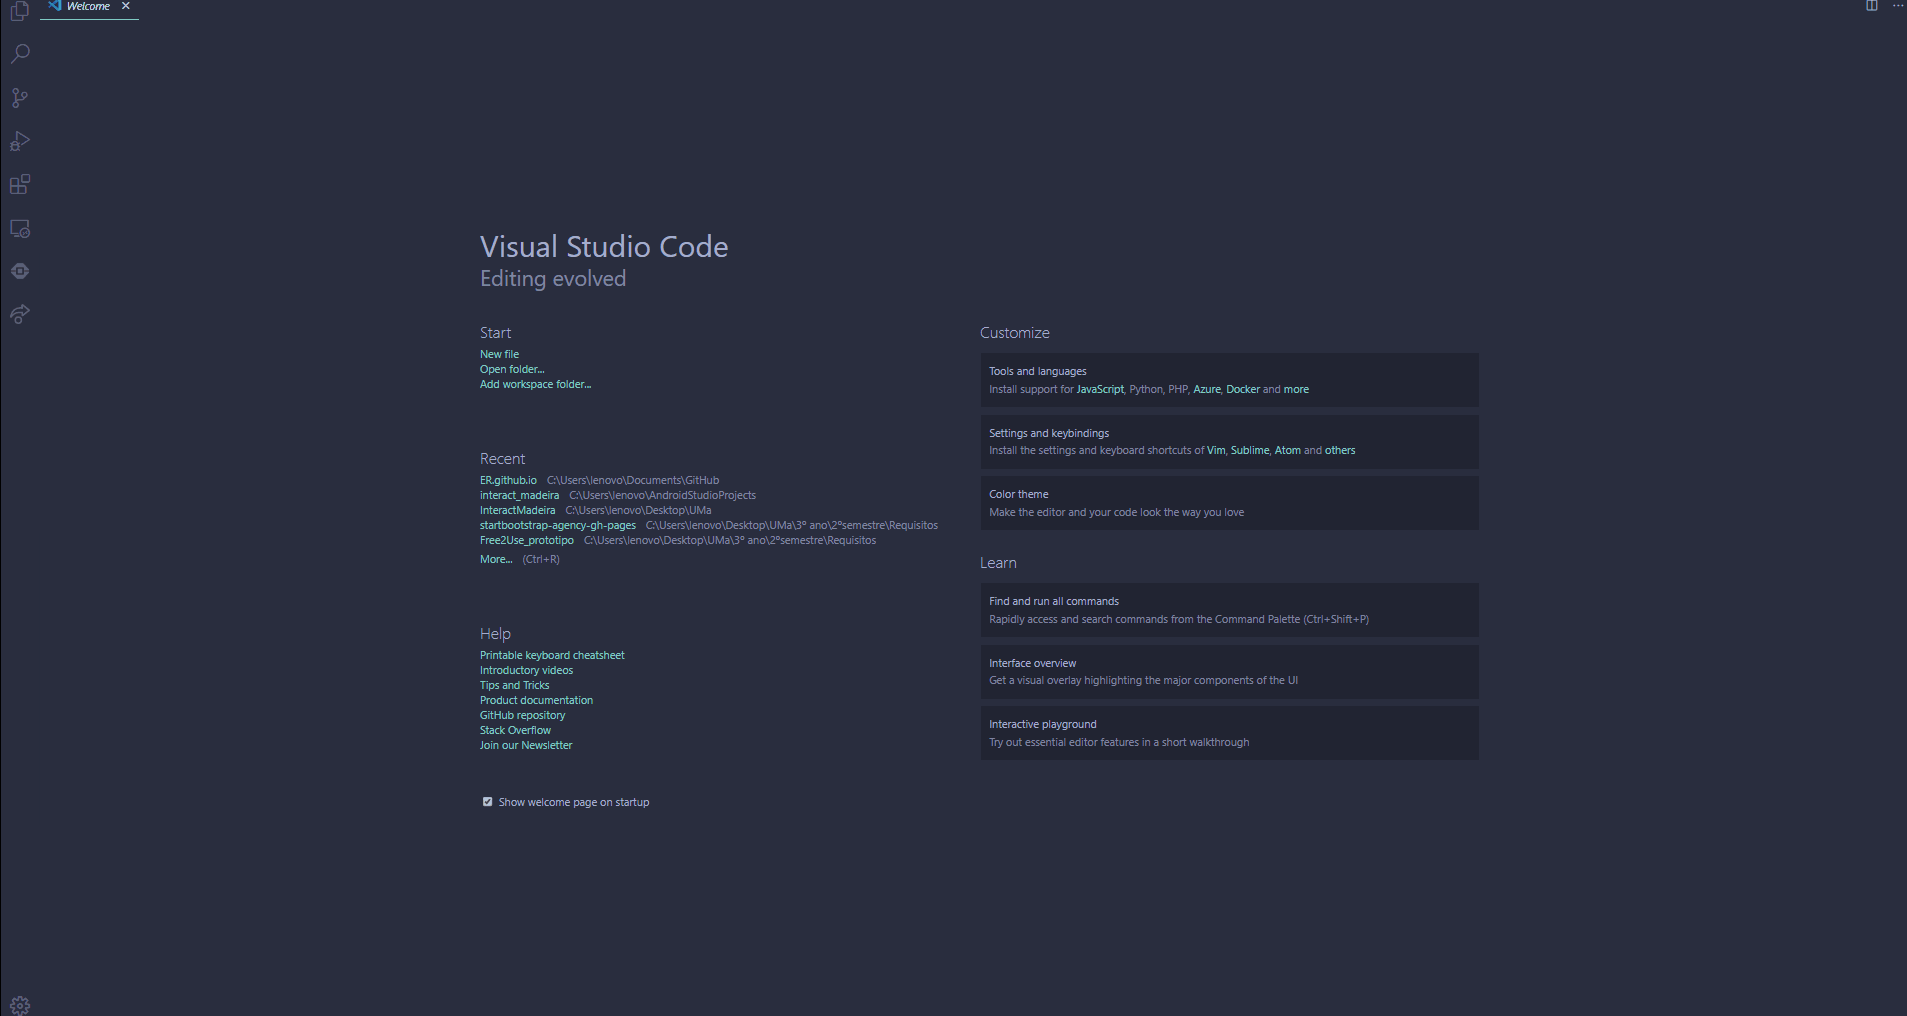 Welcome
Visual Studio Code
Editing evolved
Start
New file
Open folder...
Add workspace folder...
Recent
ER.github.io C:\Users\lenovo\Documents\GitHub
interact_madeira C:\Users\lenovo\AndroidStudioProjects
InteractMadeira C:\Users\lenovo\Desktop\UMa
startbootstrap-agency-gh-pages C:\Users\lenovo\Desktop\UMa\3º ano\2ºsemestre\Requisitos
Free2Use_prototipo C:\Users\lenovo\Desktop\UMa\3º ano\2ºsemestre\Requisitos
More... (Ctrl+R)
Help
Printable keyboard cheatsheet
Introductory videos
Tips and Tricks
Product documentation
GitHub repository
Stack Overflow
Join our Newsletter
Show welcome page on startup
Customize
Tools and languages
Install support for JavaScript, Python, PHP, Azure, Docker and more
Settings and keybindings
Install the settings and keyboard shortcuts of Vim, Sublime, Atom and others
Color theme
Make the editor and your code look the way you love
Learn
Find and run all commands
Rapidly access and search commands from the Command Palette (Ctrl+Shift+P)
Interface overview
Get a visual overlay highlighting the major components of the UI
Interactive playground
Try out essential editor features in a short walkthrough